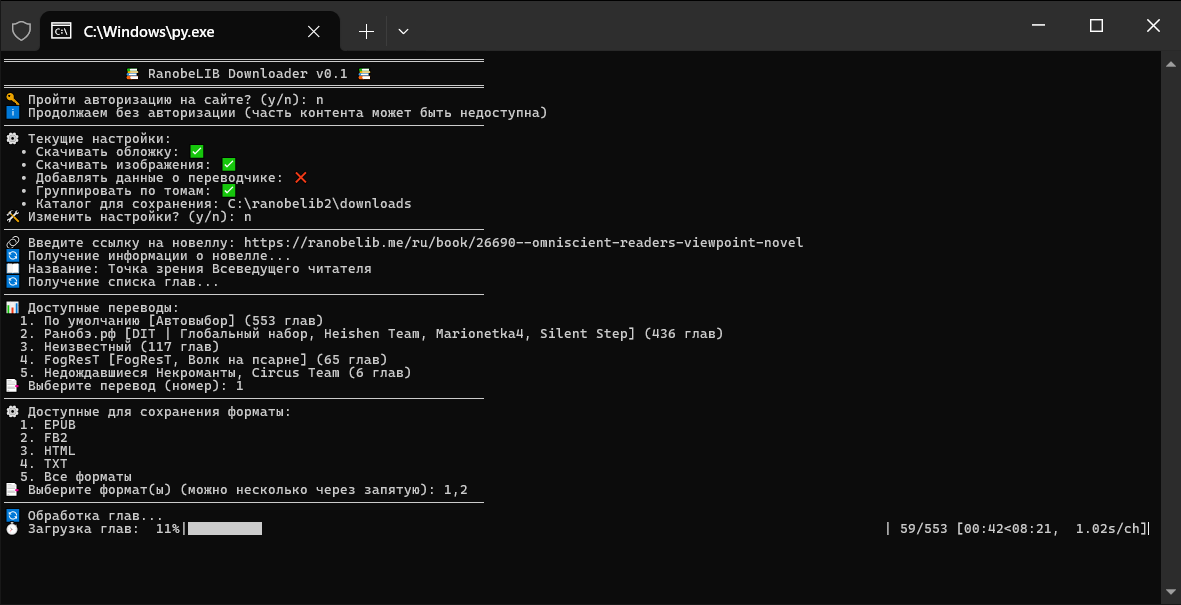 C:\Windows\py.exe
RanobeLIB Downloader v0.1
Пройти авторизацию на сайте? (y/n): n
Продолжаем без авторизации (часть контента может быть недоступна)
Текущие настройки:
• Скачивать обложку: ✅
• Скачивать изображения: ✅
• Добавлять данные о переводчике: ❌
• Группировать по томам: ✅
• Каталог для сохранения: C:\ranobelib2\downloads
Изменить настройки? (y/n): n
Введите ссылку на новеллу: https://ranobelib.me/ru/book/26690--omniscient-readers-viewpoint-novel
Получение информации о новелле...
Название: Точка зрения Всеведущего читателя
Получение списка глав...
Доступные переводы:
1. По умолчанию [Автовыбор] (553 глав)
2. Ранобэ.рф [DIT | Глобальный набор, Heishen Team, Marionetka4, Silent Step] (436 глав)
3. Неизвестный (117 глав)
4. FogResT [FogResT, Волк на псарне] (65 глав)
5. Недождавшиеся Некроманты, Circus Team (6 глав)
Выберите перевод (номер): 1
Доступные для сохранения форматы:
1. EPUB
2. FB2
3. HTML
4. TXT
5. Все форматы
Выберите формат(ы) (можно несколько через запятую): 1,2
Обработка глав...
Загрузка глав: 11%| | 59/553 [00:42<08:21, 1.02s/ch]